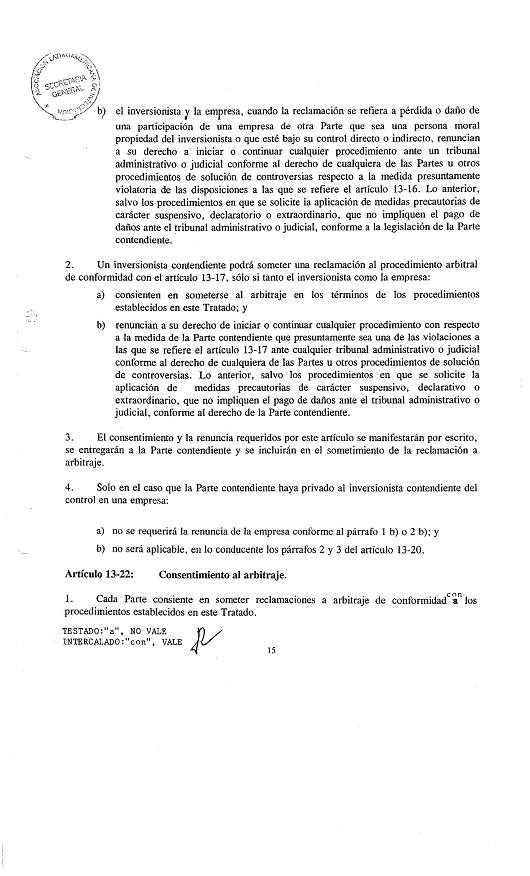 ASOCIACION LATINOAMERICANA DE INTEGRACION
SECRETARIA
GENERAL
b) el inversionista y la empresa, cuando la reclamación se refiera a pérdida o daño de
una participación de una empresa de otra Parte que sea una persona moral
propiedad del inversionista o que esté bajo su control directo o indirecto, renuncian
a su derecho a iniciar o continuar cualquier procedimiento ante un tribunal
administrativo o judicial conforme al derecho de cualquiera de las Partes u otros
procedimientos de solución de controversias respecto a la medida presuntamente
violatoria de las disposiciones a las que se refiere el artículo 13-16. Lo anterior,
salvo los procedimientos en que se solicite la aplicación de medidas precautorias de
carácter suspensivo, declaratorio o extraordinario, que no impliquen el pago de
daños ante el tribunal administrativo o judicial, conforme a la legislación de la Parte
contendiente.
2. Un inversionista contendiente podrá someter una reclamación al procedimiento arbitral
de conformidad con el artículo 13-17, sólo si tanto el inversionista como la empresa:
a) consienten en someterse al arbitraje en los términos de los procedimientos
establecidos en este Tratado; y
b) renuncian a su derecho de iniciar o continuar cualquier procedimiento con respecto
a la medida de la Parte contendiente que presuntamente sea una de las violaciones a
las que se refiere el artículo 13-17 ante cualquier tribunal administrativo o judicial
conforme al derecho de cualquiera de las Partes u otros procedimientos de solución
de controversias. Lo anterior, salvo los procedimientos en que se solicite la
aplicación de medidas precautorias de carácter suspensivo, declarativo o
extraordinario, que no impliquen el pago de daños ante el tribunal administrativo o
judicial, conforme al derecho de la Parte contendiente.
3. El consentimiento y la renuncia requeridos por este artículo se manifestarán por escrito,
se entregarán a la Parte contendiente y se incluirán en el sometimiento de la reclamación a
arbitraje.
4. Solo en el caso que la Parte contendiente haya privado al inversionista contendiente del
control en una empresa:
a) no se requerirá la renuncia de la empresa conforme al párrafo 1 b) o 2 b); y
b) no será aplicable, en lo conducente los párrafos 2 y 3 del artículo 13-20.
Artículo 13-22: Consentimiento al arbitraje.
con
1. Cada Parte consiente en someter reclamaciones a arbitraje de conformidad a los
procedimientos establecidos en este Tratado.
TESTADO:"a", NO VALE
INTERCALADO:"con", VALE
15